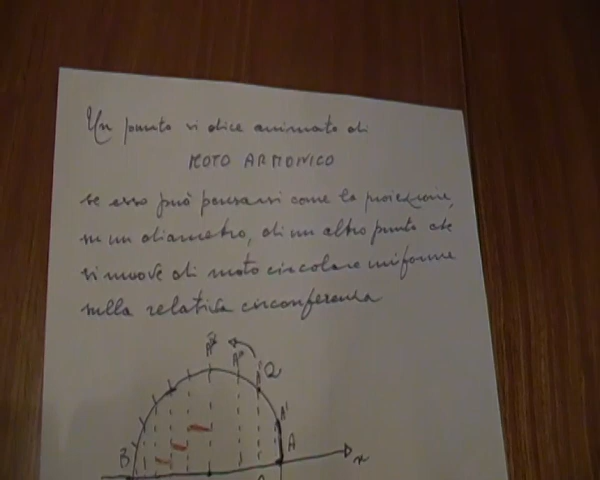 Un punto si dice animato di
MOTO ARMONICO
se esso può pensarsi come la proiezione,
su un diametro, di un altro punto che
si muove di moto circolare uniforme
sulla relativa circonferenza
A" Q
A'
B A
x